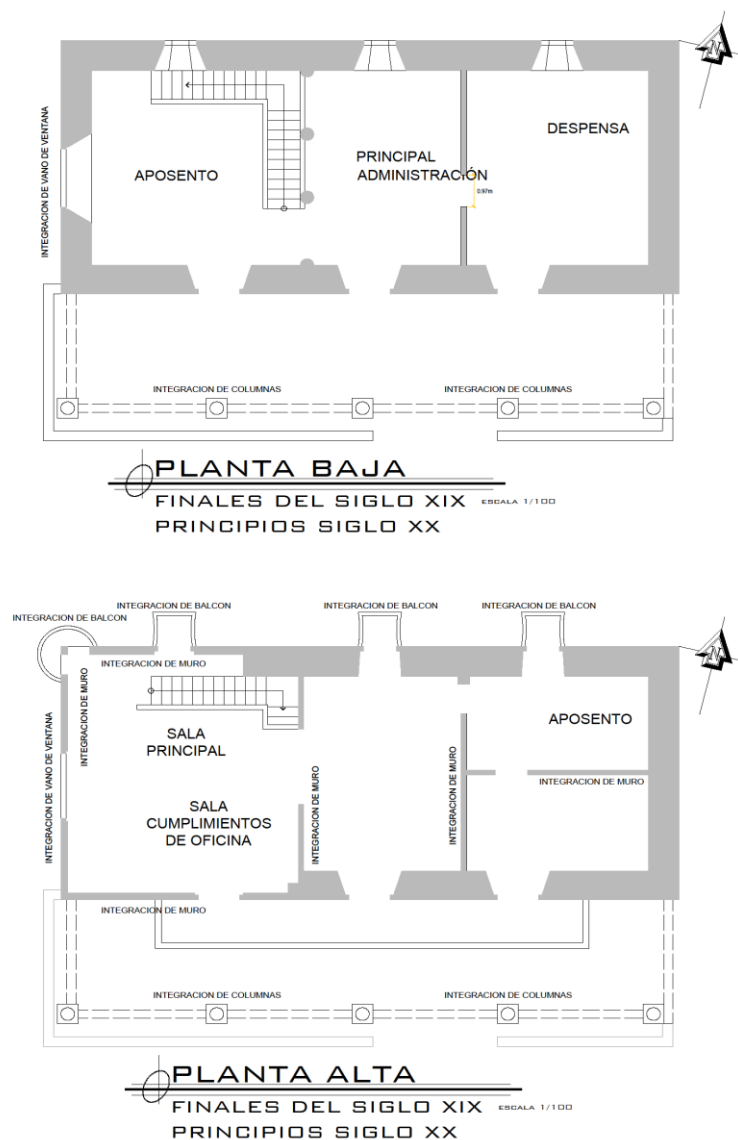 N
INTEGRACION DE VANO DE VENTANA
APOSENTO
PRINCIPAL
ADMINISTRACIÓN
DESPENSA
0.97m
INTEGRACION DE COLUMNAS
INTEGRACION DE COLUMNAS
PLANTA BAJA
FINALES DEL SIGLO XIX ESCALA 1/100
PRINCIPIOS SIGLO XX
INTEGRACION DE BALCON
INTEGRACION DE BALCON
INTEGRACION DE BALCON
INTEGRACION DE BALCON
N
INTEGRACION DE MURO
INTEGRACION DE MURO
INTEGRACION DE VANO DE VENTANA
SALA
PRINCIPAL
SALA
CUMPLIMIENTOS
DE OFICINA
INTEGRACION DE MURO
INTEGRACION DE MURO
APOSENTO
INTEGRACION DE MURO
INTEGRACION DE MURO
INTEGRACION DE COLUMNAS
INTEGRACION DE COLUMNAS
PLANTA ALTA
FINALES DEL SIGLO XIX ESCALA 1/100
PRINCIPIOS SIGLO XX